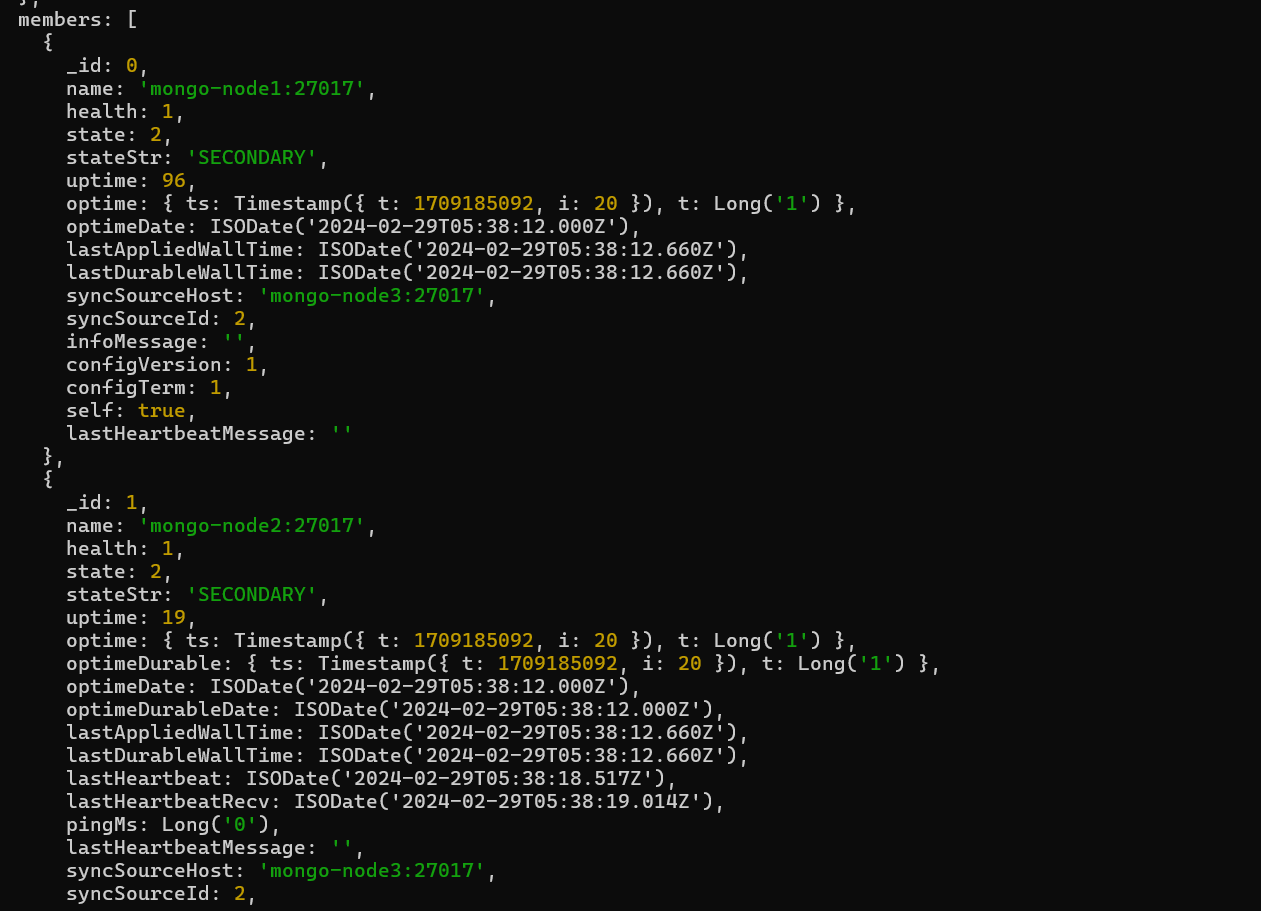 },
members: [
{
_id: 0,
name: 'mongo-node1:27017',
health: 1,
state: 2,
stateStr: 'SECONDARY',
uptime: 96,
optime: { ts: Timestamp({ t: 1709185092, i: 20 }), t: Long('1') },
optimeDate: ISODate('2024-02-29T05:38:12.000Z'),
lastAppliedWallTime: ISODate('2024-02-29T05:38:12.660Z'),
lastDurableWallTime: ISODate('2024-02-29T05:38:12.660Z'),
syncSourceHost: 'mongo-node3:27017',
syncSourceId: 2,
infoMessage: '',
configVersion: 1,
configTerm: 1,
self: true,
lastHeartbeatMessage: ''
},
{
_id: 1,
name: 'mongo-node2:27017',
health: 1,
state: 2,
stateStr: 'SECONDARY',
uptime: 19,
optime: { ts: Timestamp({ t: 1709185092, i: 20 }), t: Long('1') },
optimeDurable: { ts: Timestamp({ t: 1709185092, i: 20 }), t: Long('1') },
optimeDate: ISODate('2024-02-29T05:38:12.000Z'),
optimeDurableDate: ISODate('2024-02-29T05:38:12.000Z'),
lastAppliedWallTime: ISODate('2024-02-29T05:38:12.660Z'),
lastDurableWallTime: ISODate('2024-02-29T05:38:12.660Z'),
lastHeartbeat: ISODate('2024-02-29T05:38:18.517Z'),
lastHeartbeatRecv: ISODate('2024-02-29T05:38:19.014Z'),
pingMs: Long('0'),
lastHeartbeatMessage: '',
syncSourceHost: 'mongo-node3:27017',
syncSourceId: 2,